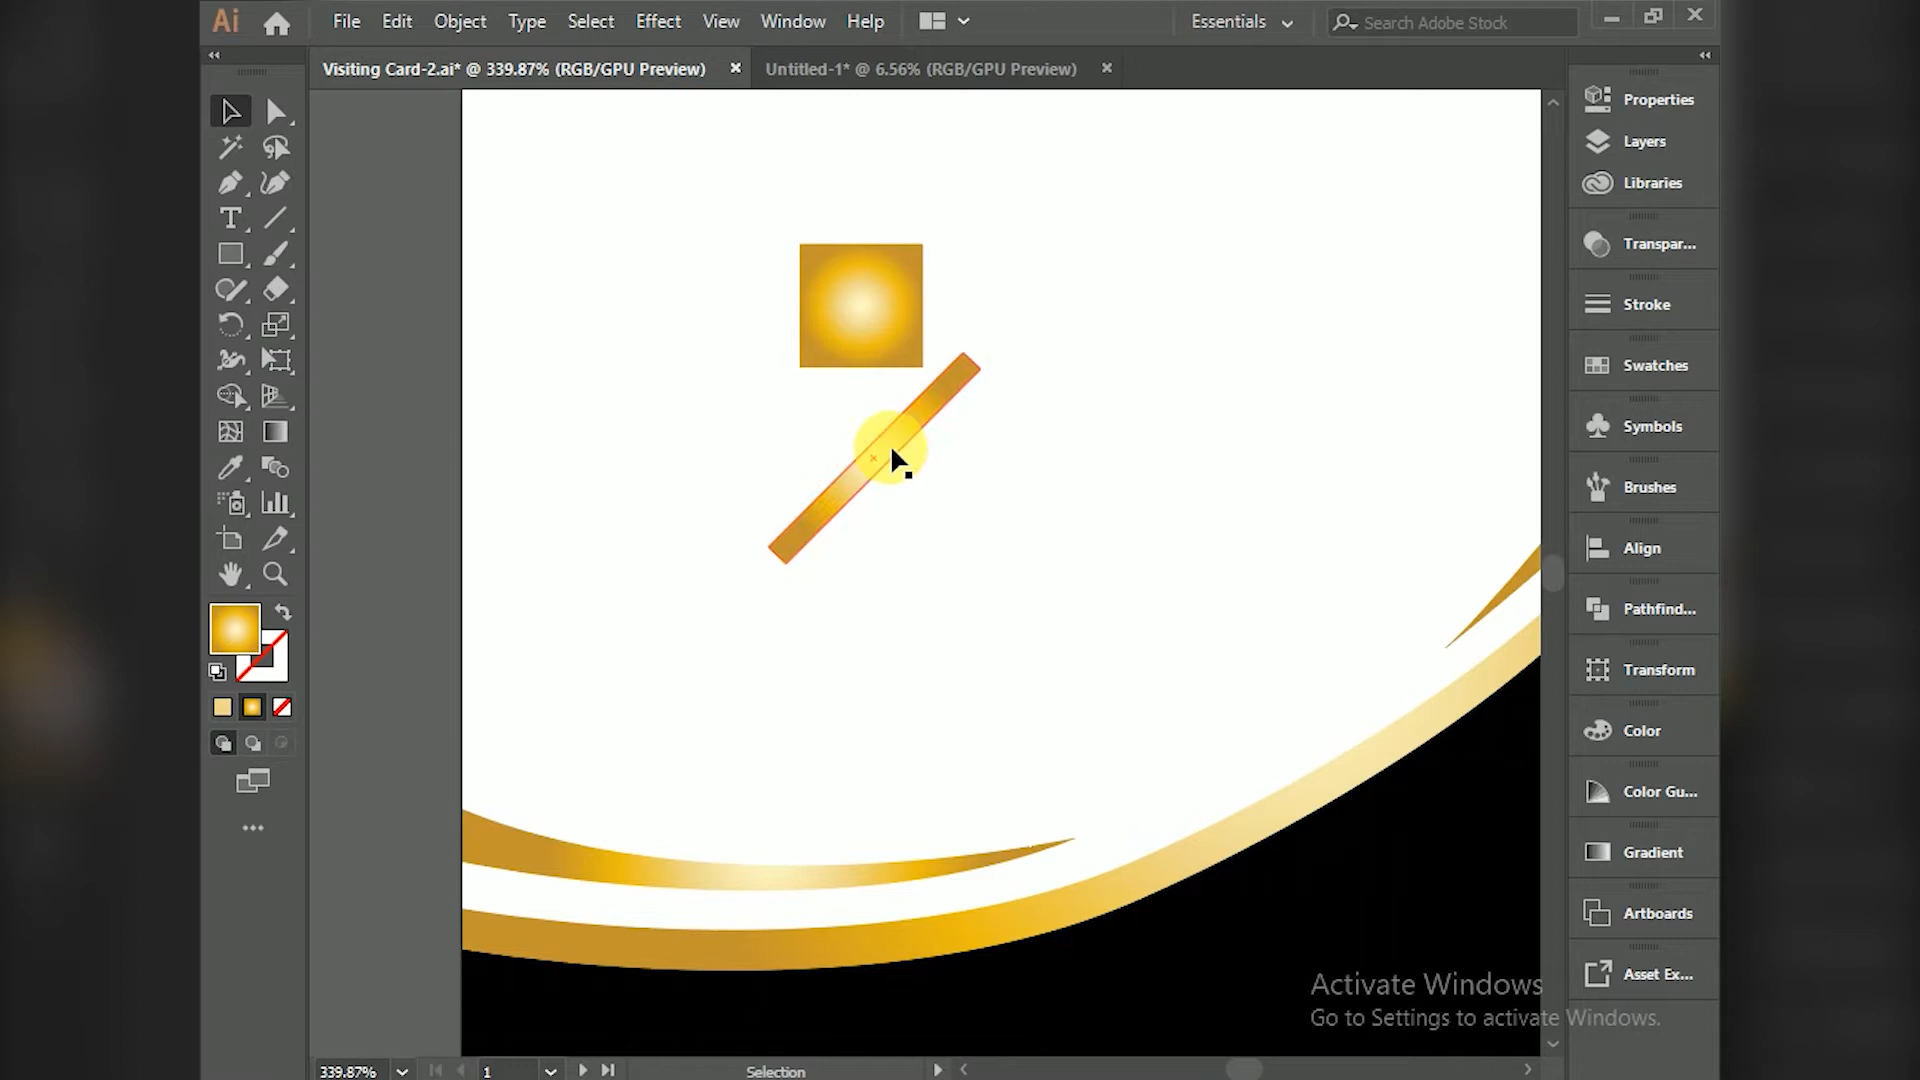 Ai
File Edit Object Type Select Effect View Window Help
Essentials
Search Adobe Stock
Visiting Card-2.ai* @ 339.87% (RGB/GPU Preview)
Untitled-1* @ 6.56% (RGB/GPU Preview)
Properties
Layers
Libraries
Transpar...
Stroke
Swatches
Symbols
Brushes
Align
Pathfind...
Transform
Color
Color Gu...
Gradient
Artboards
Asset Ex...
Activate Windows
Go to Settings to activate Windows.
339.87%
1
Selection